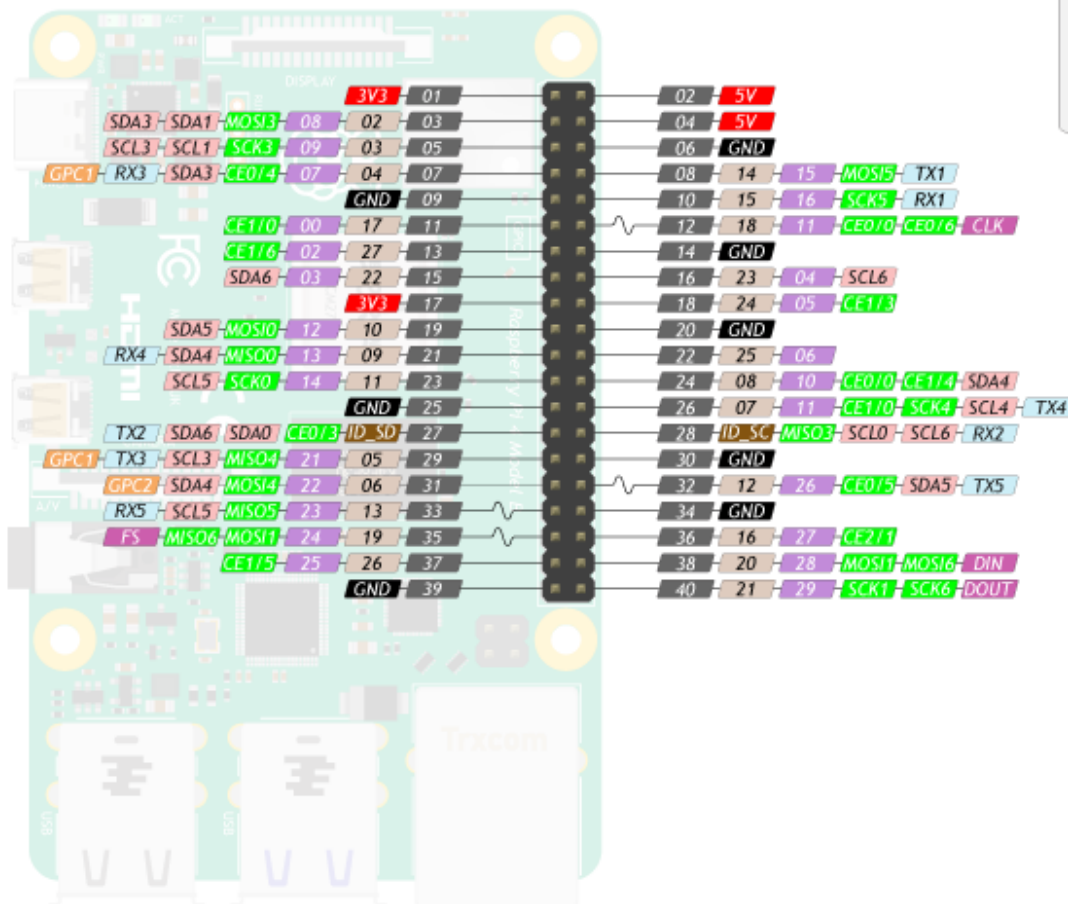 DISPLAY
3V3 01 02 5V
SDA3 SDA1 MOSI3 08 02 03 04 5V
SCL3 SCL1 SCK3 09 03 05 06 GND
GPC1 RX3 SDA3 CE0/4 07 04 07 08 14 15 MOSI5 TX1
GND 09 10 15 16 SCK5 RX1
CE1/0 00 17 11 12 18 11 CE0/0 CE0/6 CLK
CE1/6 02 27 13 14 GND
SDA6 03 22 15 16 23 04 SCL6
3V3 17 18 24 05 CE1/3
SDA5 MOSI0 12 10 19 20 GND
RX4 SDA4 MISO0 13 09 21 22 25 06
SCL5 SCK0 14 11 23 24 08 10 CE0/0 CE1/4 SDA4
GND 25 26 07 11 CE1/0 SCK4 SCL4 TX4
TX2 SDA6 SDA0 CE0/3 ID_SD 27 28 ID_SC MISO3 SCL0 SCL6 RX2
GPC1 TX3 SCL3 MISO4 21 05 29 30 GND
GPC2 SDA4 MOSI4 22 06 31 32 12 26 CE0/5 SDA5 TX5
RX5 SCL5 MISO5 23 13 33 34 GND
FS MISO6 MOSI1 24 19 35 36 16 27 CE2/1
CE1/5 25 26 37 38 20 28 MOSI1 MOSI6 DIN
GND 39 40 21 29 SCK1 SCK6 DOUT
HDMI
A/V
Raspberry Pi 4 Model
Trxcom
USB
USB